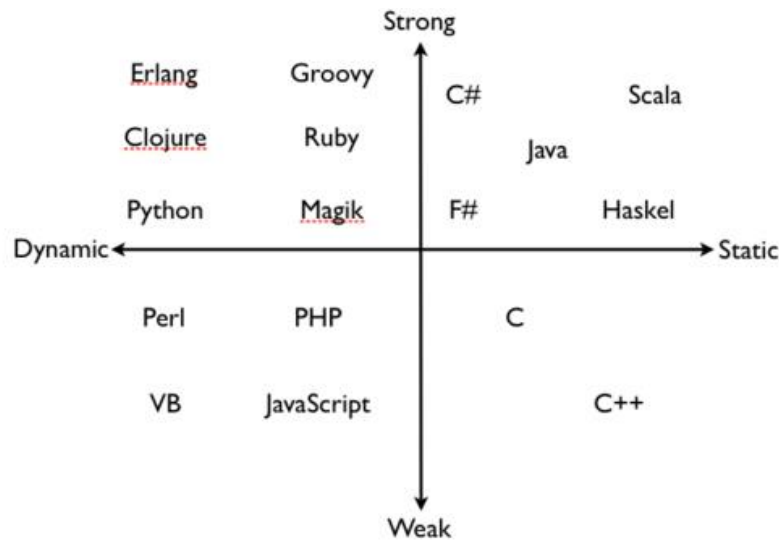 Strong
Erlang Groovy
C# Scala
Clojure Ruby
Java
Python Magik F# Haskel
Dynamic Static
Perl PHP C
VB JavaScript C++
Weak